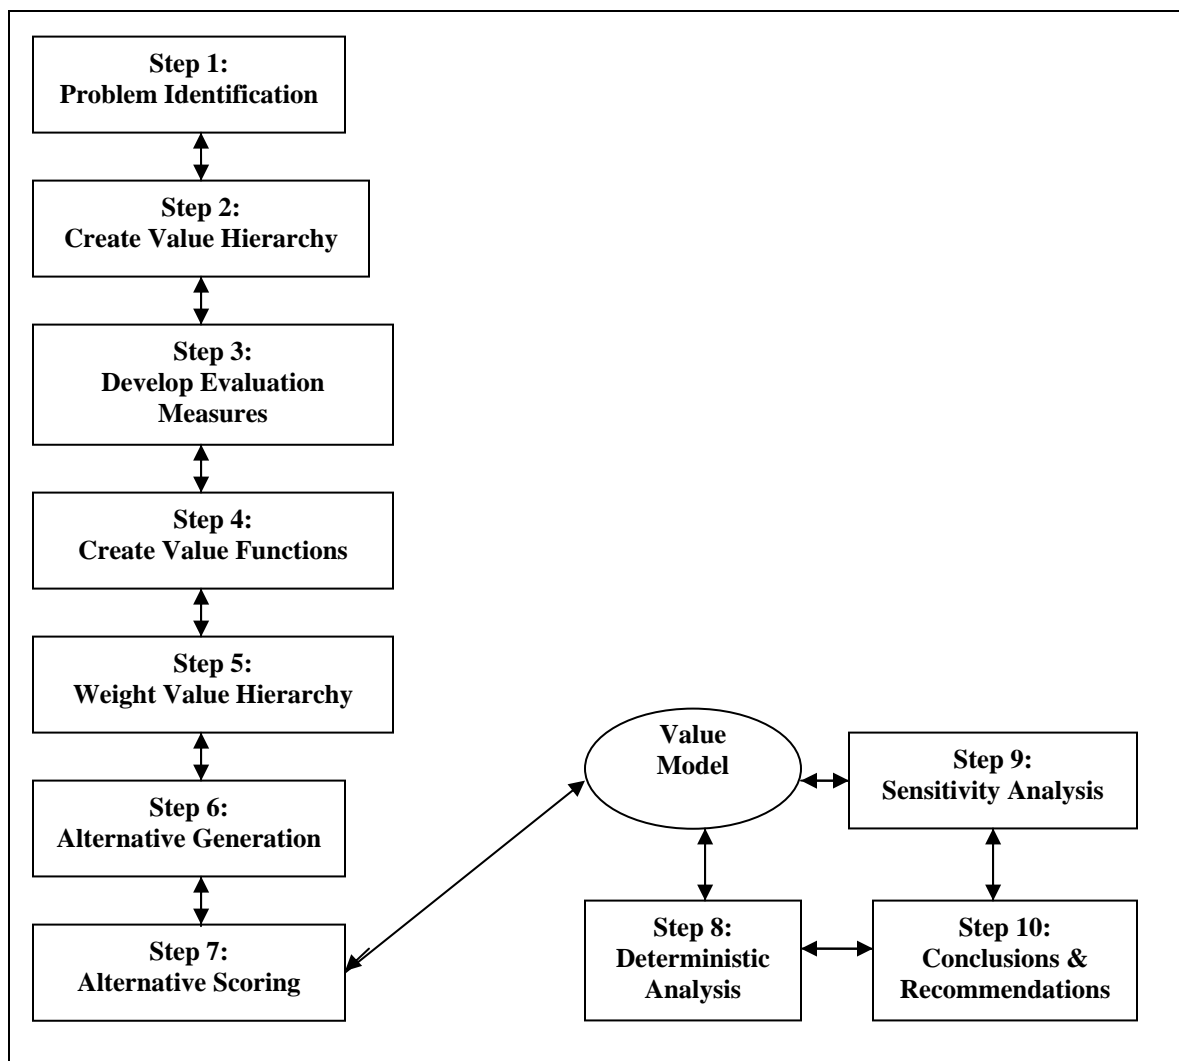 Step 1:
Problem Identification
Step 2:
Create Value Hierarchy
Step 3:
Develop Evaluation
Measures
Step 4:
Create Value Functions
Step 5:
Weight Value Hierarchy
Step 6:
Alternative Generation
Step 7:
Alternative Scoring
Value
Model
Step 8:
Deterministic
Analysis
Step 9:
Sensitivity Analysis
Step 10:
Conclusions &
Recommendations